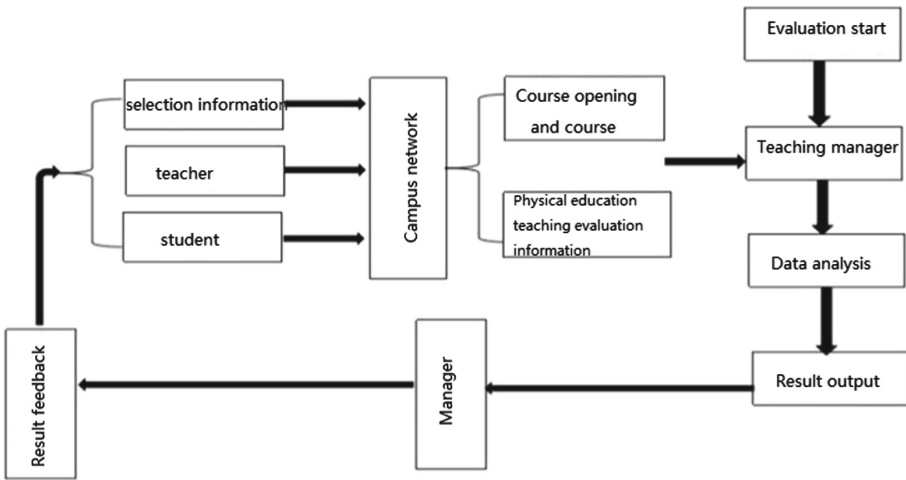 Evaluation start
selection information
Course opening
and course
Teaching manager
teacher
Campus network
Physical education
teaching evaluation
information
student
Data analysis
Result feedback
Manager
Result output